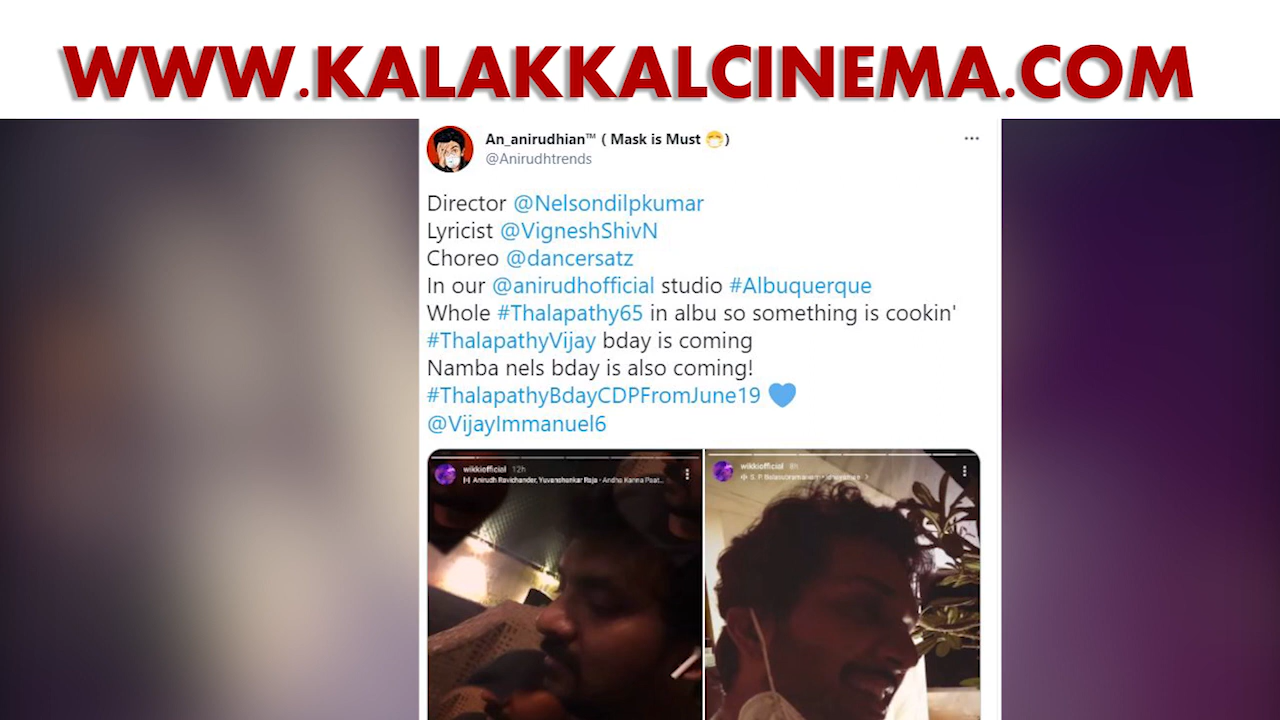 WWW.KALAKKALCINEMA.COM
An_anirudhian™ ( Mask is Must 😷)
@Anirudhtrends
Director @Nelsondilpkumar
Lyricist @VigneshShivN
Choreo @dancersatz
In our @anirudhofficial studio #Albuquerque
Whole #Thalapathy65 in albu so something is cookin'
#ThalapathyVijay bday is coming
Namba nels bday is also coming!
#ThalapathyBdayCDPFromJune19 💙
@VijayImmanuel6
wikkiofficial 12h
Anirudh Ravichander, Yuvanshankar Raja • Andha Kanna Paat...
wikkiofficial 8h
S. P. Balasubrahmanyam